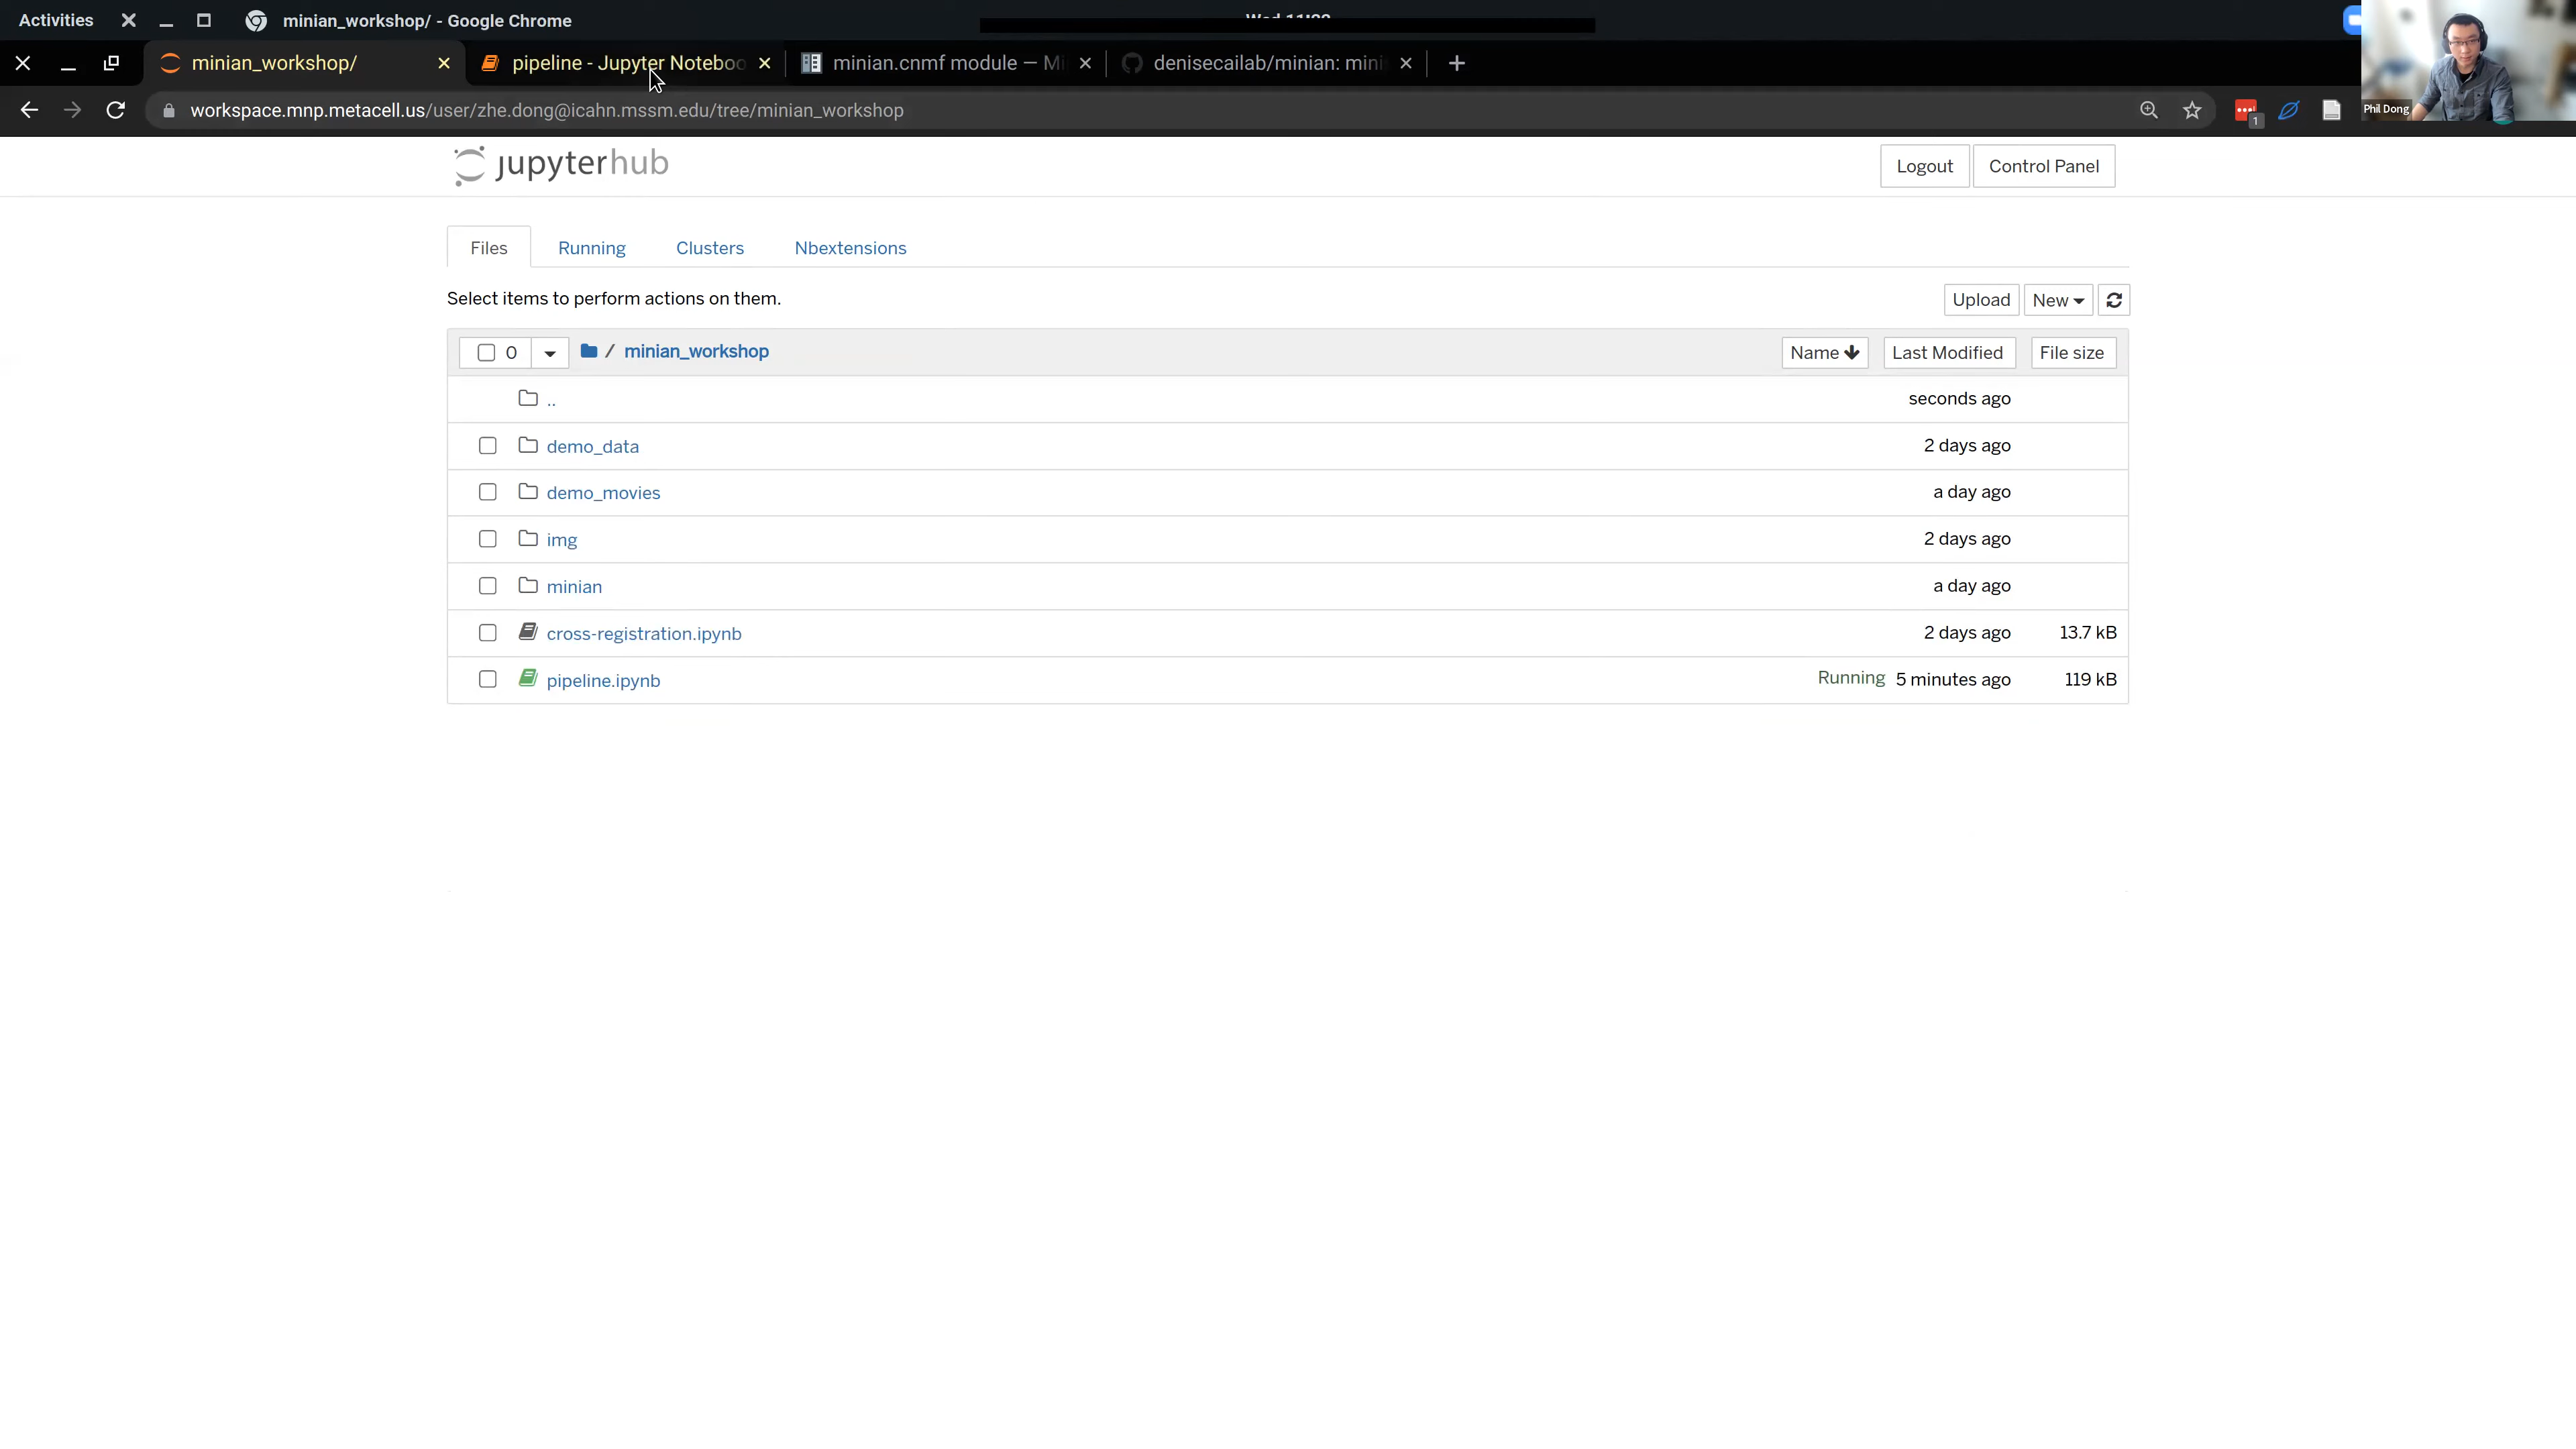 Activities
minian_workshop/ - Google Chrome
minian_workshop/
pipeline - Jupyter Noteboo
minian.cnmf module — Mi
denisecailab/minian: mini
workspace.mnp.metacell.us/user/zhe.dong@icahn.mssm.edu/tree/minian_workshop
1
Phil Dong
jupyterhub
Logout
Control Panel
Files
Running
Clusters
Nbextensions
Select items to perform actions on them.
Upload
New
0
/ minian_workshop
Name
Last Modified
File size
..
seconds ago
demo_data
2 days ago
demo_movies
a day ago
img
2 days ago
minian
a day ago
cross-registration.ipynb
2 days ago
13.7 kB
pipeline.ipynb
Running 5 minutes ago
119 kB